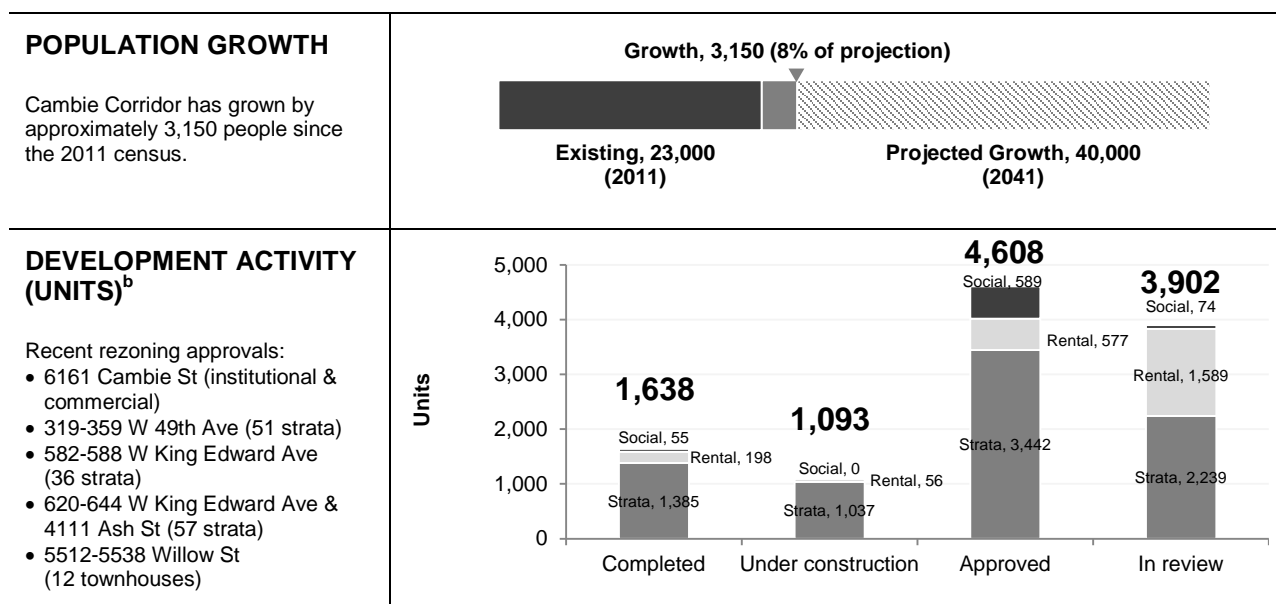 POPULATION GROWTH
Cambie Corridor has grown by
approximately 3,150 people since
the 2011 census.
Growth, 3,150 (8% of projection)
Existing, 23,000
(2011)
Projected Growth, 40,000
(2041)
DEVELOPMENT ACTIVITY
(UNITS)b
Recent rezoning approvals:
• 6161 Cambie St (institutional &
commercial)
• 319-359 W 49th Ave (51 strata)
• 582-588 W King Edward Ave
(36 strata)
• 620-644 W King Edward Ave &
4111 Ash St (57 strata)
• 5512-5538 Willow St
(12 townhouses)
Units
5,000
4,000
3,000
2,000
1,000
0
1,638
Social, 55
Rental, 198
Strata, 1,385
Completed
1,093
Social, 0
Rental, 56
Strata, 1,037
Under construction
4,608
Social, 589
Rental, 577
Strata, 3,442
Approved
3,902
Social, 74
Rental, 1,589
Strata, 2,239
In review